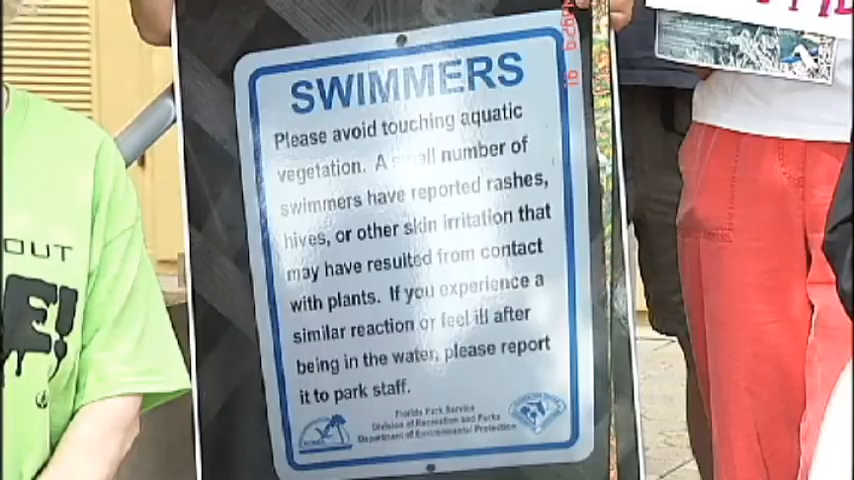 SWIMMERS
Please avoid touching aquatic
vegetation. A small number of
swimmers have reported rashes,
hives, or other skin irritation that
may have resulted from contact
with plants. If you experience a
similar reaction or feel ill after
being in the water, please report
it to park staff.
Florida Park Service
Division of Recreation and Parks
Department of Environmental Protection
OUT
E!